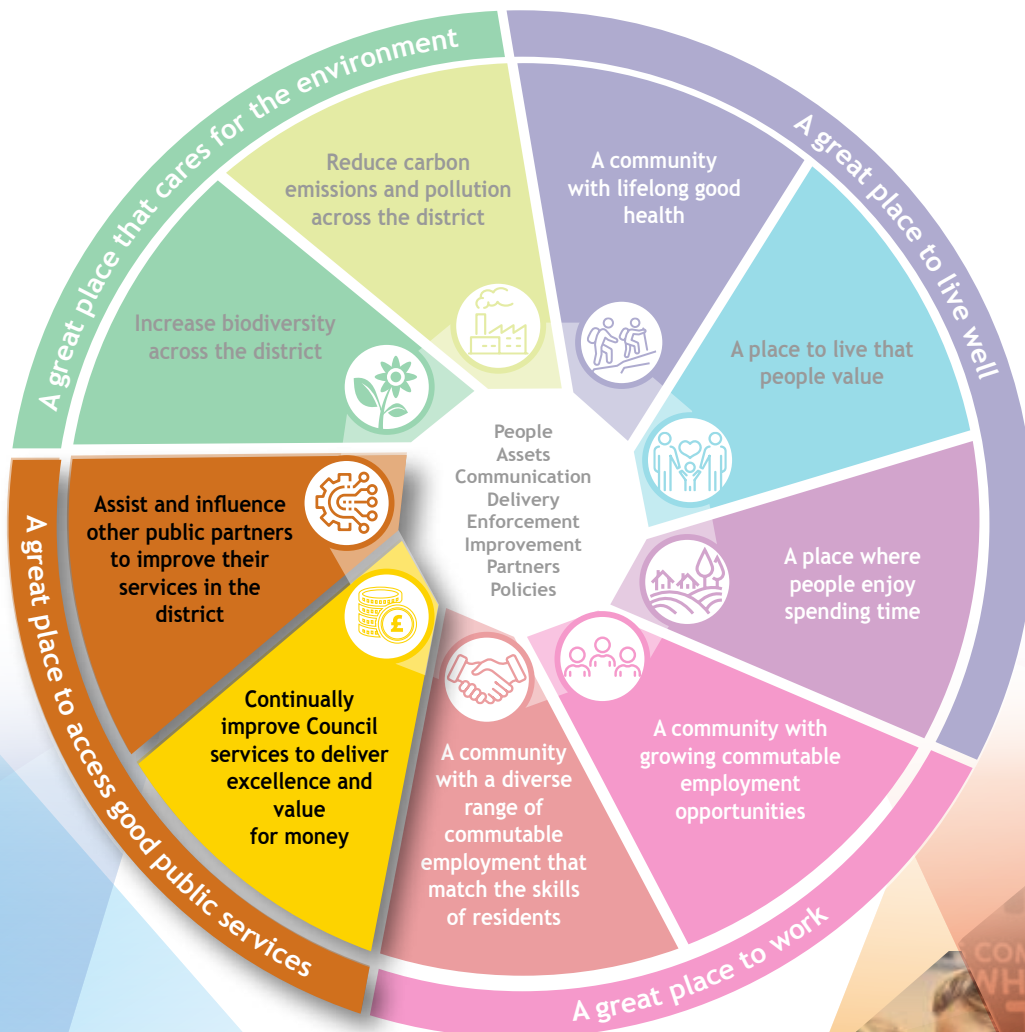 A great place that cares for the environment
Reduce carbon
emissions and pollution
across the district
Increase biodiversity
across the district
A great place to live well
A community
with lifelong good
health
A place to live that
people value
A place where
people enjoy
spending time
A great place to work
A community with
growing commutable
employment
opportunities
A community
with a diverse
range of
commutable
employment that
match the skills
of residents
A great place to access good public services
Continually
improve Council
services to deliver
excellence and
value
for money
£
Assist and influence
other public partners
to improve their
services in the
district
People
Assets
Communication
Delivery
Enforcement
Improvement
Partners
Policies